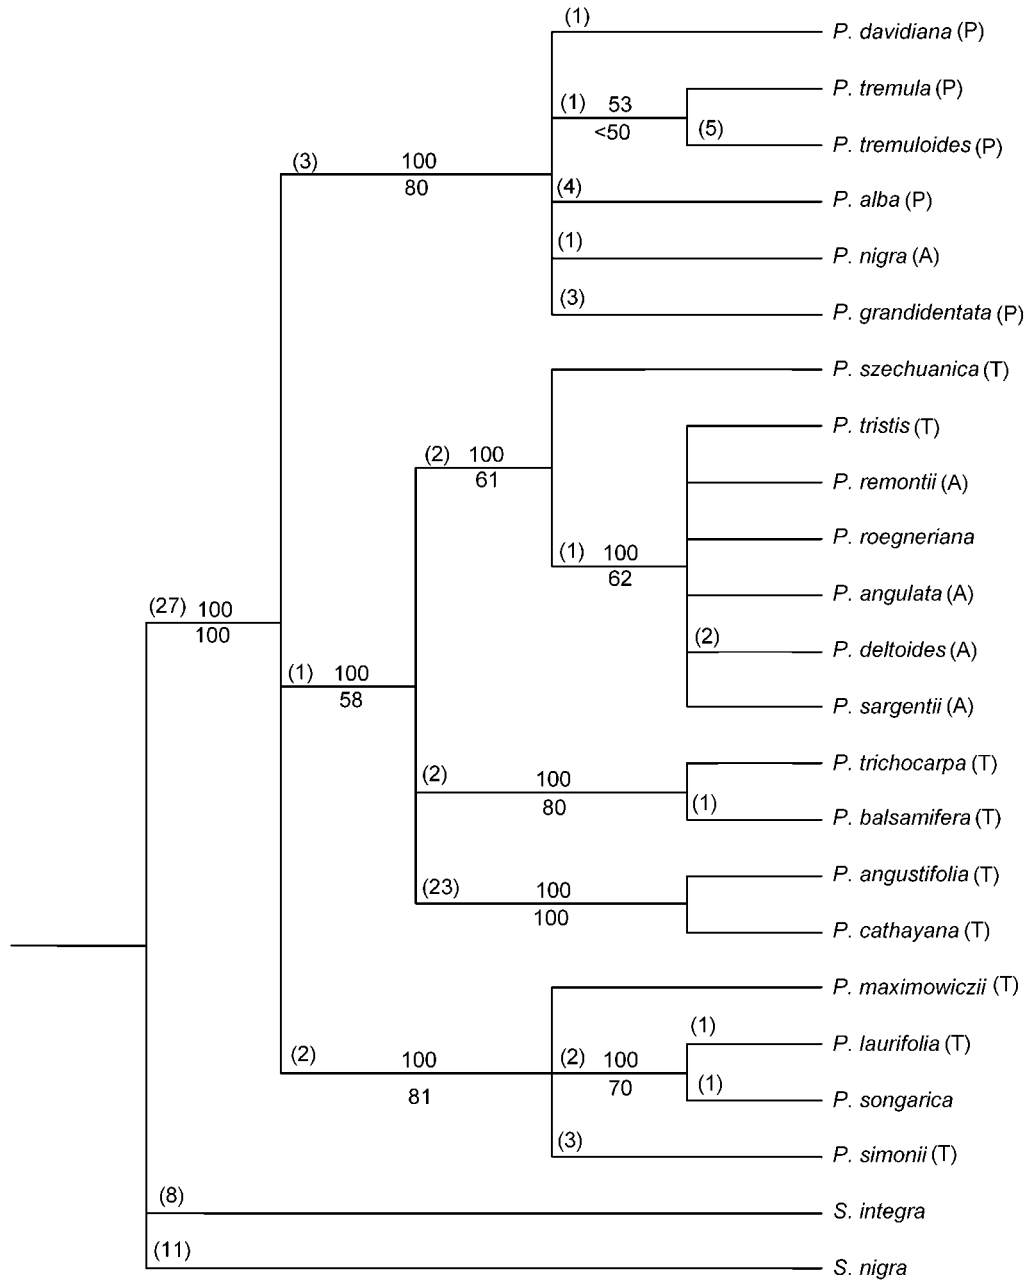 (1)
P. davidiana (P)
P. tremula (P)
(1) 53
<50
(5)
P. tremuloides (P)
(3) 100
80
(4)
P. alba (P)
(1)
P. nigra (A)
(3)
P. grandidentata (P)
P. szechuanica (T)
P. tristis (T)
(2) 100
61
P. remontii (A)
P. roegneriana
(1) 100
62
P. angulata (A)
(27) 100
100
(2)
P. deltoides (A)
(1) 100
58
P. sargentii (A)
P. trichocarpa (T)
(2) 100
80
(1)
P. balsamifera (T)
P. angustifolia (T)
(23) 100
100
P. cathayana (T)
P. maximowiczii (T)
(1)
P. laurifolia (T)
(2) 100
81
(2) 100
70
(1)
P. songarica
(3)
P. simonii (T)
(8)
S. integra
(11)
S. nigra